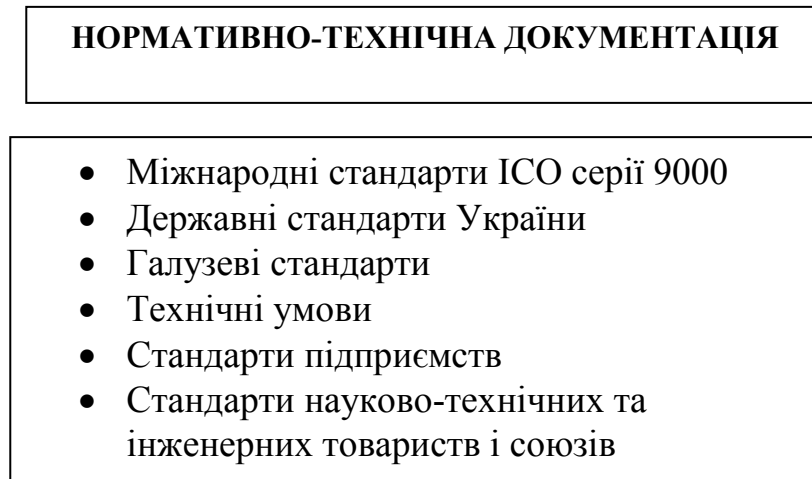 НОРМАТИВНО-ТЕХНІЧНА ДОКУМЕНТАЦІЯ
• Міжнародні стандарти ІСО серії 9000
• Державні стандарти України
• Галузеві стандарти
• Технічні умови
• Стандарти підприємств
• Стандарти науково-технічних та
інженерних товариств і союзів